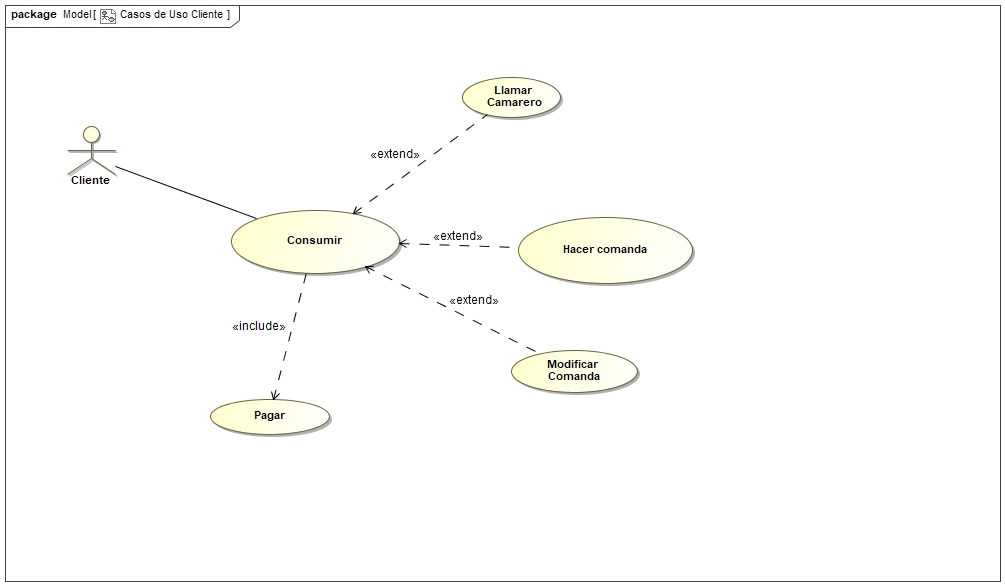 package Model[ Casos de Uso Cliente ]
Llamar
Camarero
«extend»
Cliente
Consumir
«extend»
Hacer comanda
«extend»
«include»
Modificar
Comanda
Pagar